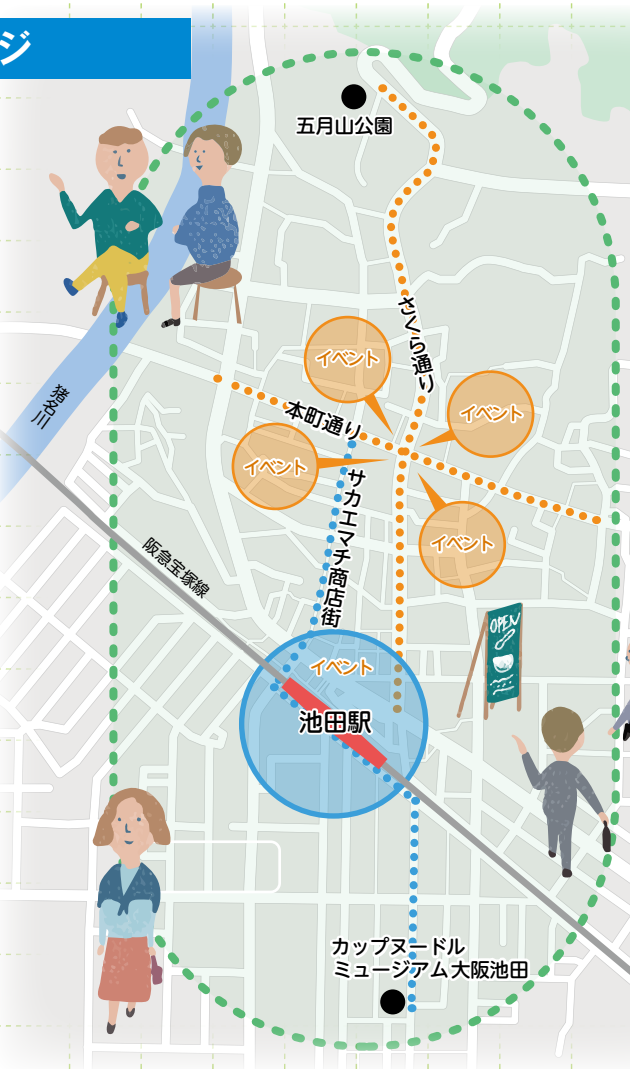 ジ
五月山公園
さくら通り
イベント
イベント
本町通り
イベント
猪名川
サカエマチ商店街
イベント
阪急宝塚線
OPEN
イベント
池田駅
カップヌードル
ミュージアム大阪池田